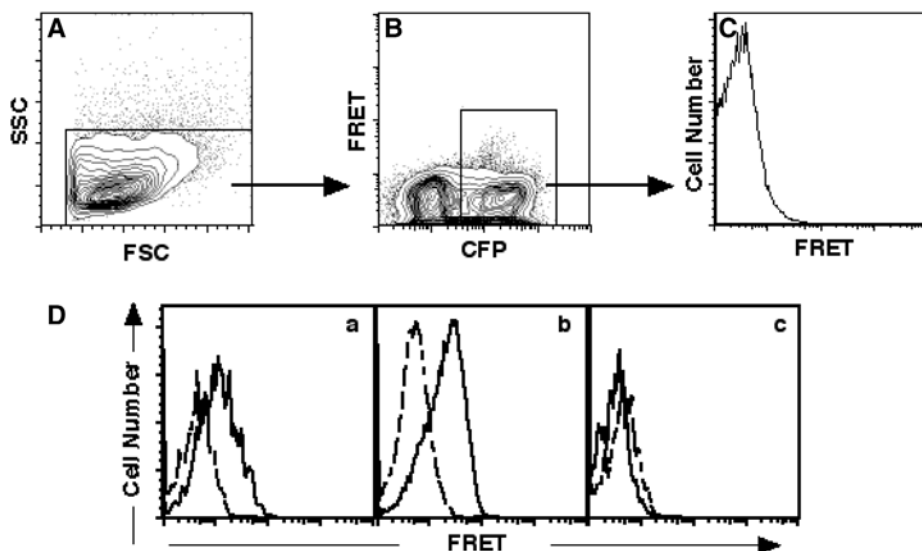 A
SSC
FSC
B
FRET
CFP
C
Cell Number
FRET
D
Cell Number
a
b
c
FRET